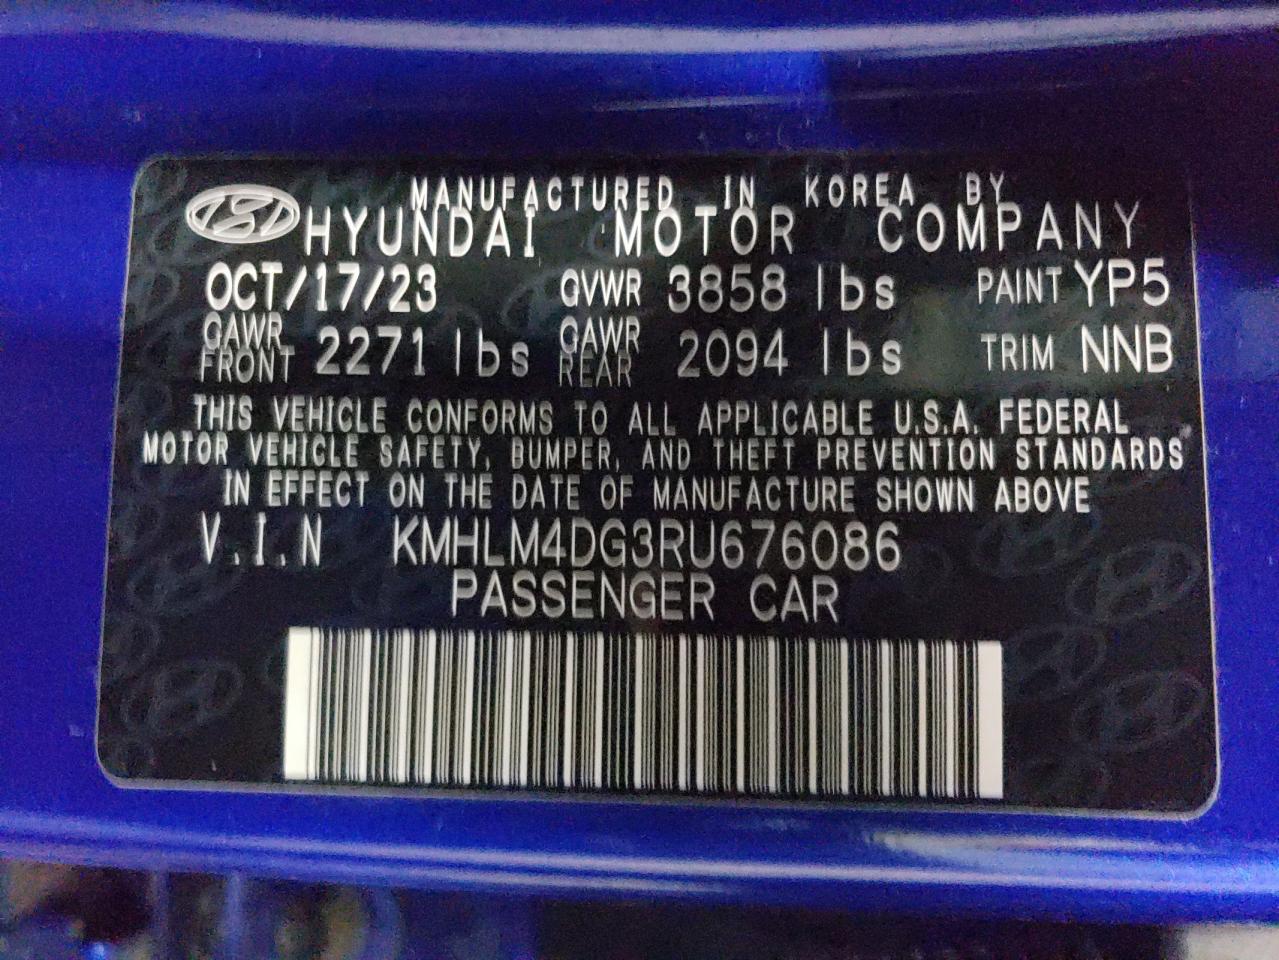 MANUFACTURED IN KOREA BY
HYUNDAI MOTOR COMPANY
OCT/17/23 GVWR 3858 lbs PAINT YP5
GAWR FRONT 2271 lbs GAWR REAR 2094 lbs TRIM NNB
THIS VEHICLE CONFORMS TO ALL APPLICABLE U.S.A. FEDERAL
MOTOR VEHICLE SAFETY, BUMPER, AND THEFT PREVENTION STANDARDS
IN EFFECT ON THE DATE OF MANUFACTURE SHOWN ABOVE
V.I.N KMHLM4DG3RU676086
PASSENGER CAR